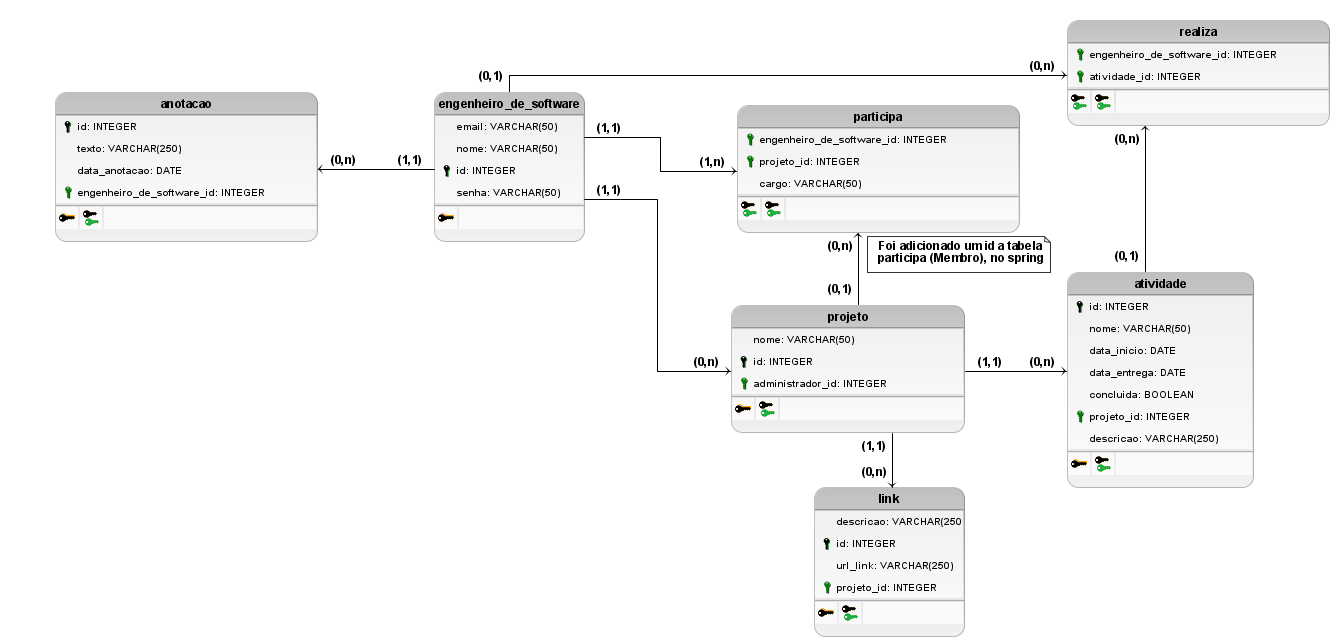 realiza
engenheiro_de_software_id: INTEGER
atividade_id: INTEGER
(0,1)
(0,n)
anotacao
id: INTEGER
texto: VARCHAR(250)
data_anotacao: DATE
engenheiro_de_software_id: INTEGER
(0,n)
(1,1)
engenheiro_de_software
email: VARCHAR(50)
nome: VARCHAR(50)
id: INTEGER
senha: VARCHAR(50)
(1,1)
(1,n)
(1,1)
(0,n)
participa
engenheiro_de_software_id: INTEGER
projeto_id: INTEGER
cargo: VARCHAR(50)
(0,n)
(0,1)
Foi adicionado um id a tabela
participa (Membro), no spring
(0,n)
(0,1)
projeto
nome: VARCHAR(50)
id: INTEGER
administrador_id: INTEGER
(1,1)
(0,n)
atividade
id: INTEGER
nome: VARCHAR(50)
data_inicio: DATE
data_entrega: DATE
concluida: BOOLEAN
projeto_id: INTEGER
descricao: VARCHAR(250)
(1,1)
(0,n)
link
descricao: VARCHAR(250
id: INTEGER
url_link: VARCHAR(250)
projeto_id: INTEGER